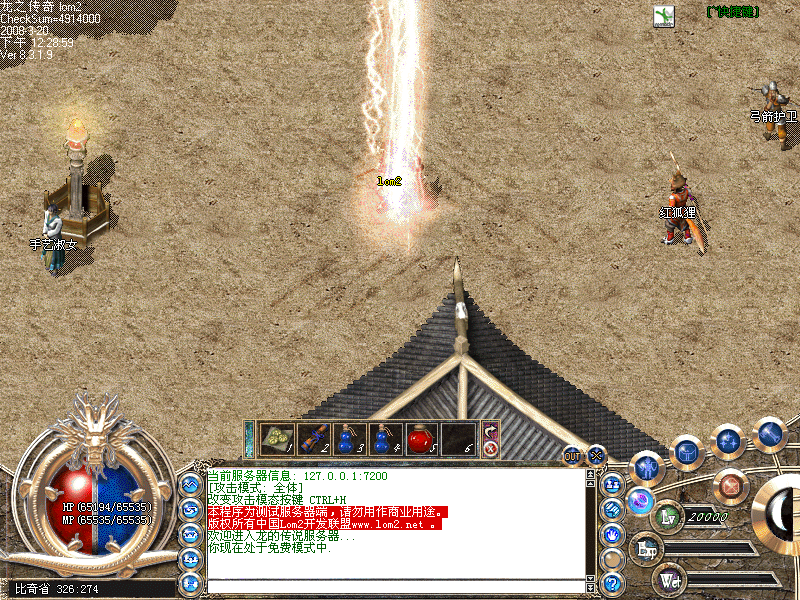 龙之传奇 lom2
CheckSum=4914000
2008-3-20
下午 12:28:59
Ver 8.3.1.9
[^快捷键]
弓箭护卫
lom2
红狐狸
手艺淑女
1 2 3 4 5 6
OUT
当前服务器信息: 127.0.0.1:7200
[攻击模式: 全体]
改变攻击模态按键 CTRL+H
本程序为测试服务器端,请勿用作商业用途。
版权所有中国Lom2开发联盟www.lom2.net 。
欢迎进入龙的传说服务器...
你现在处于免费模式中.
HP (65194/65535)
MP (65535/65535)
Lv 20000
Exp
Wet
比奇省 326:274